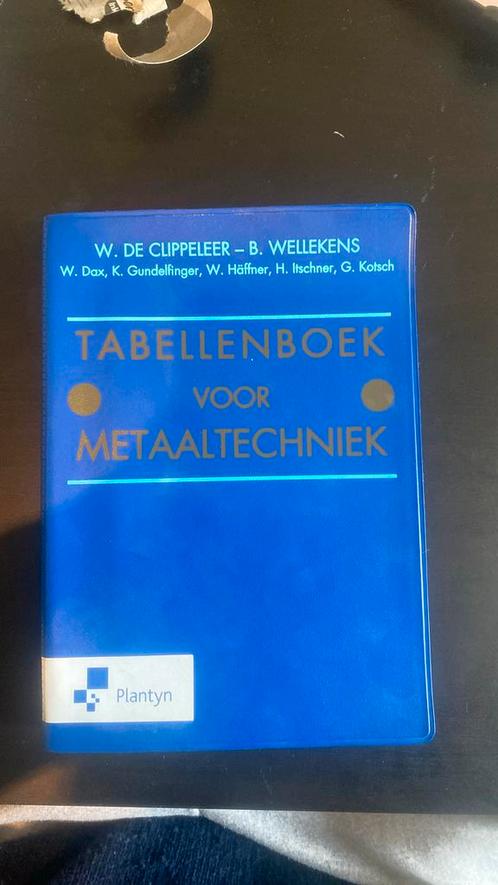 W. DE CLIPPELEER – B. WELLEKENS
W. Dax, K. Gundelfinger, W. Häffner, H. Itschner, G. Kotsch
TABELLENBOEK
VOOR
METAALTECHNIEK
Plantyn